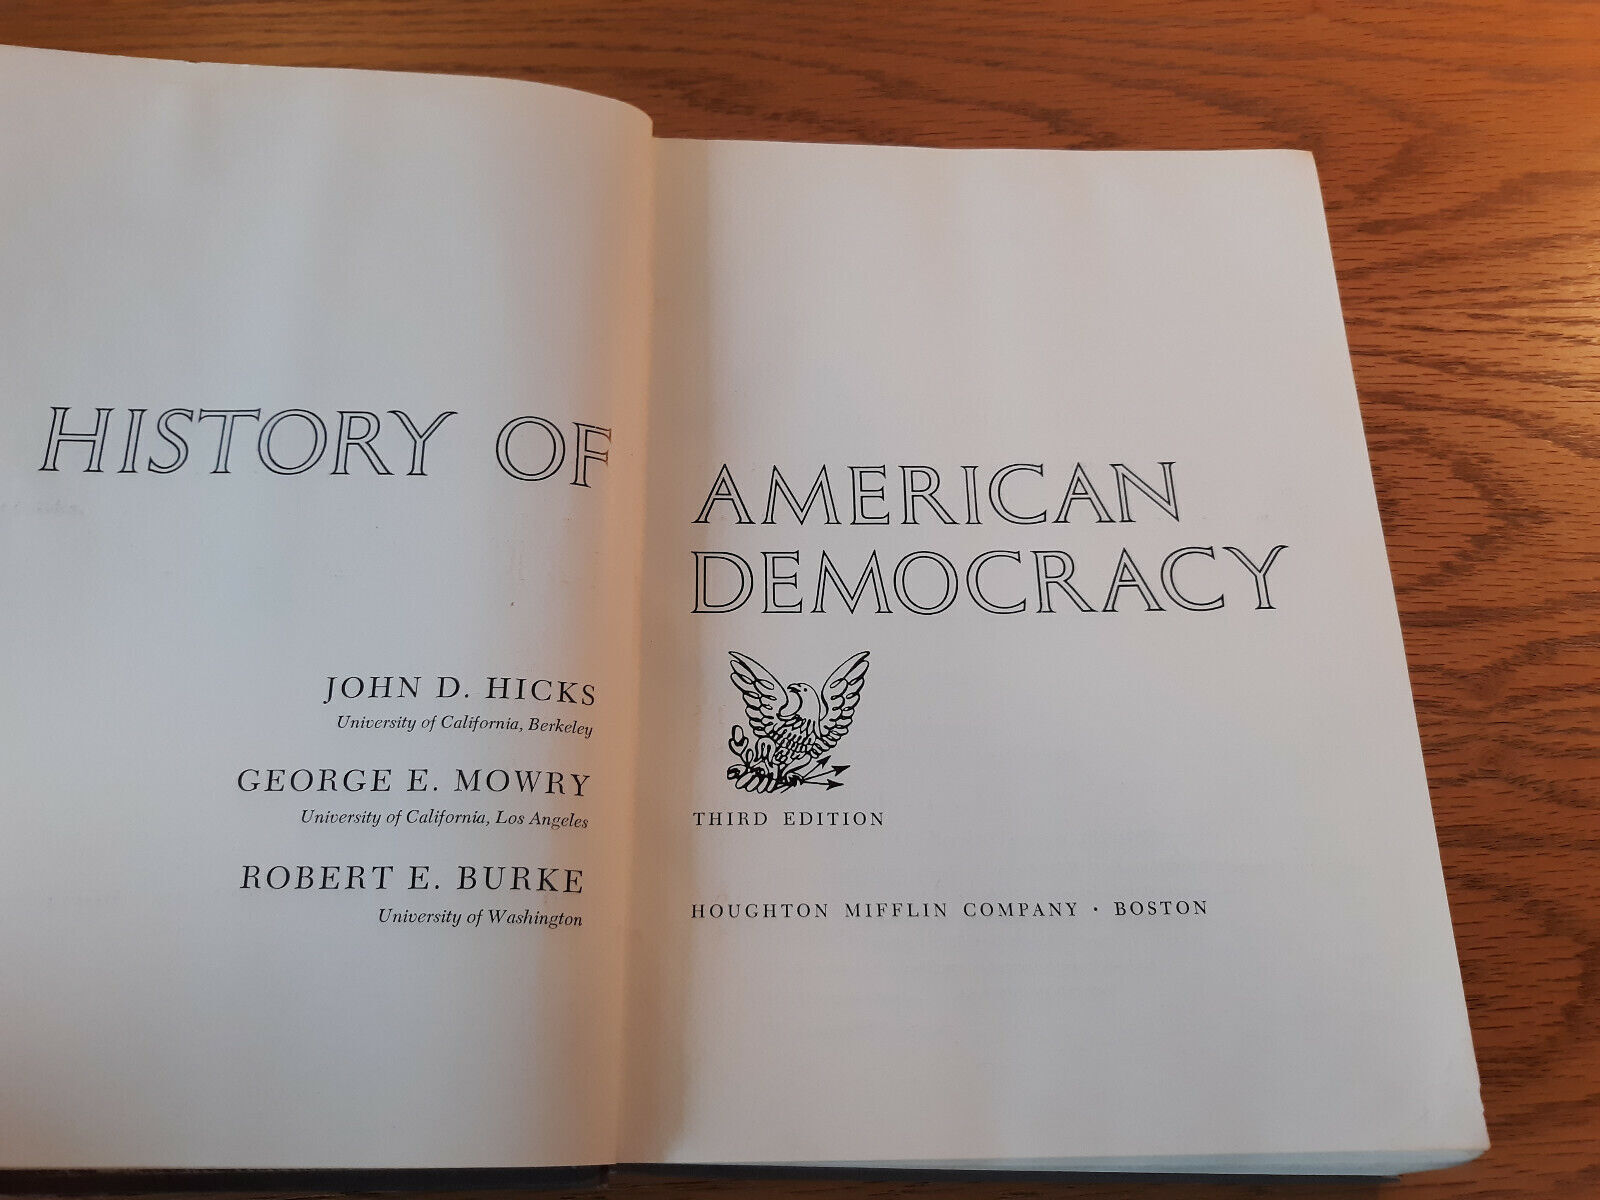 HISTORY OF
AMERICAN
DEMOCRACY
JOHN D. HICKS
University of California, Berkeley
GEORGE E. MOWRY
University of California, Los Angeles
ROBERT E. BURKE
University of Washington
THIRD EDITION
HOUGHTON MIFFLIN COMPANY · BOSTON